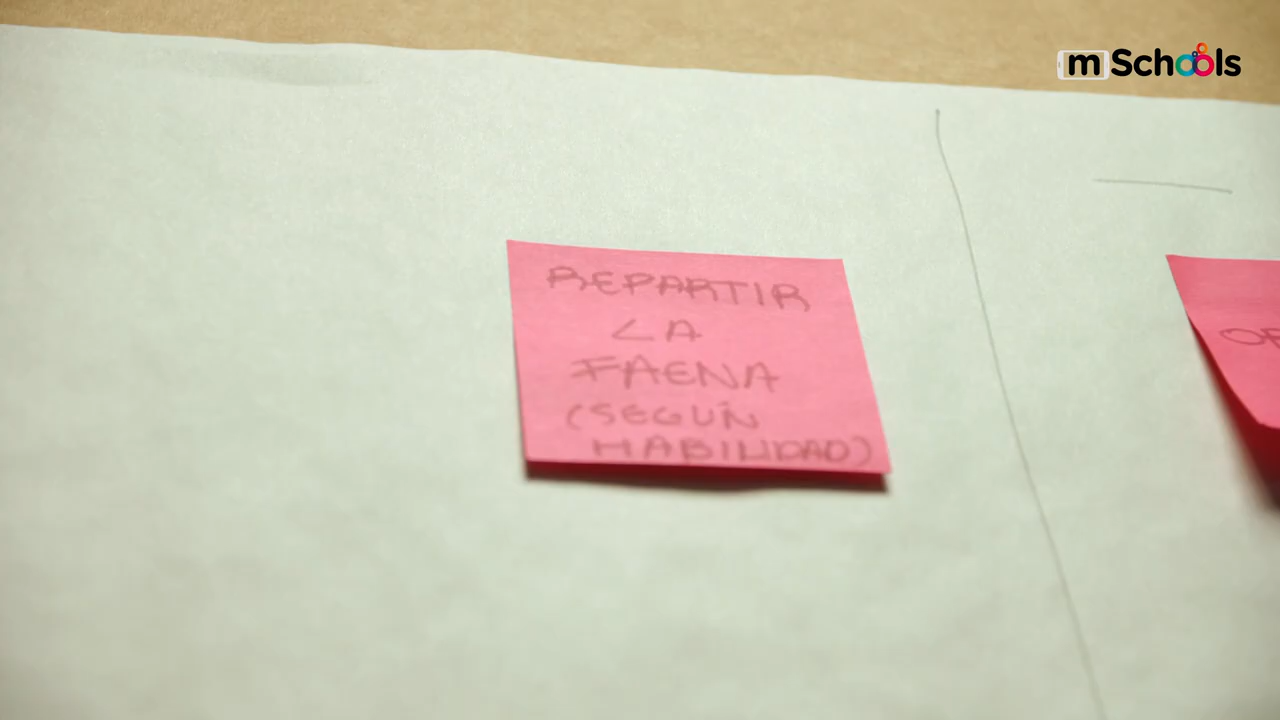 mSchools
REPARTIR
LA
FAENA
(SEGÚN
HABILIDAD)